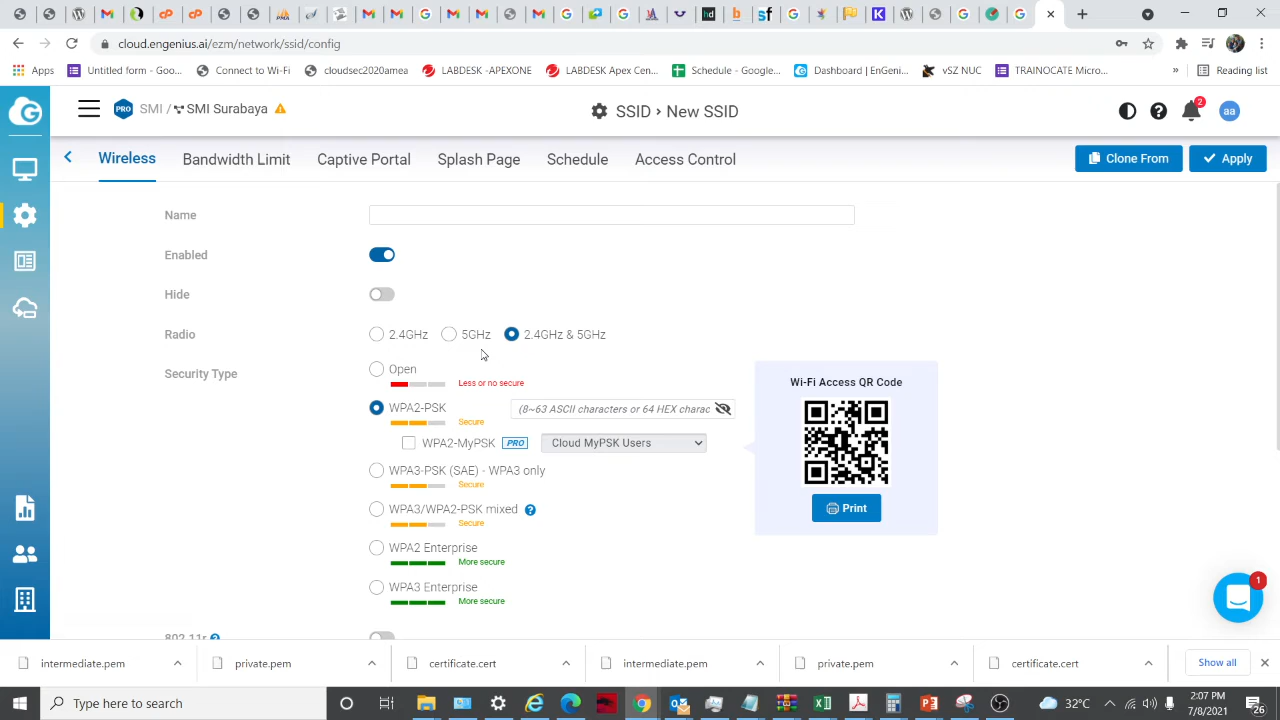 cloud.engenius.ai/ezm/network/ssid/config
Apps Untitled form - Goo... Connect to Wi-Fi cloudsec2020amea LABDESK -APEXONE LABDESK Apex Cen... Schedule - Google... Dashboard | EnGeni... vSZ NUC TRAINOCATE Micro... » Reading list
PRO SMI / SMI Surabaya SSID › New SSID 2 aa
Wireless Bandwidth Limit Captive Portal Splash Page Schedule Access Control Clone From Apply
Name
Enabled
Hide
Radio 2.4GHz 5GHz 2.4GHz & 5GHz
Security Type Open
Less or no secure
Wi-Fi Access QR Code
WPA2-PSK (8~63 ASCII characters or 64 HEX charac
Secure
WPA2-MyPSK PRO Cloud MyPSK Users
WPA3-PSK (SAE) - WPA3 only
Secure
Print
WPA3/WPA2-PSK mixed
Secure
WPA2 Enterprise
More secure
WPA3 Enterprise
More secure
1
802.11r
intermediate.pem private.pem certificate.cert intermediate.pem private.pem certificate.cert Show all
Type here to search 32°C 2:07 PM
7/8/2021 26